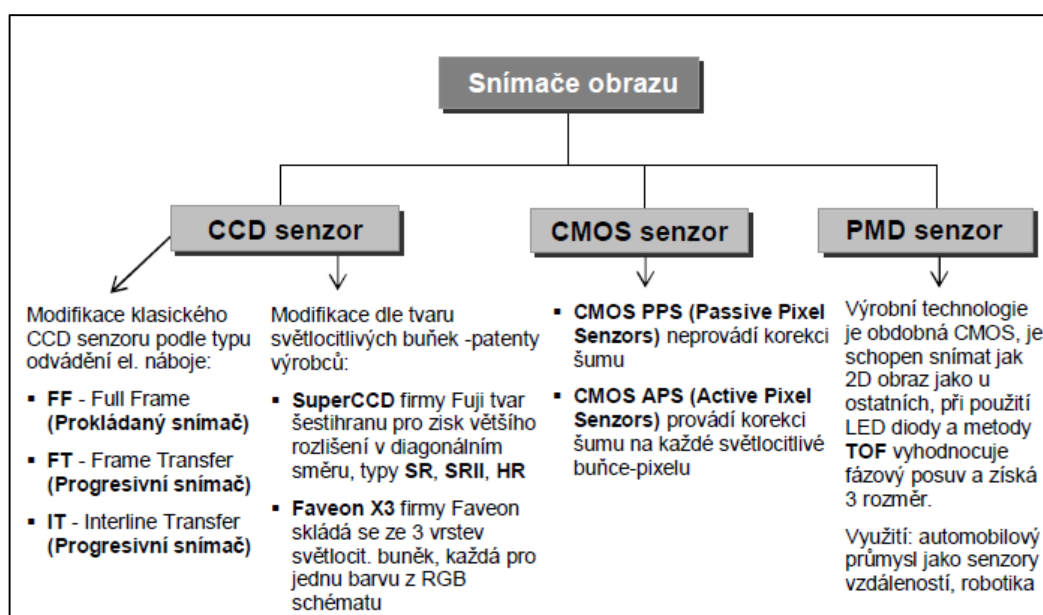 Snímače obrazu
CCD senzor
CMOS senzor
PMD senzor
Modifikace klasického
CCD senzoru podle typu
odvádění el. náboje:
▪ FF - Full Frame
(Prokládaný snímač)
▪ FT - Frame Transfer
(Progresivní snímač)
▪ IT - Interline Transfer
(Progresivní snímač)
Modifikace dle tvaru
světlocitlivých buňek -patenty
výrobců:
▪ SuperCCD firmy Fuji tvar
šestihranu pro zisk většího
rozlišení v diagonálním
směru, typy SR, SRII, HR
▪ Faveon X3 firmy Faveon
skládá se ze 3 vrstev
světlocit. buněk, každá pro
jednu barvu z RGB
schématu
▪ CMOS PPS (Passive Pixel
Senzors) neprovádí korekci
šumu
▪ CMOS APS (Active Pixel
Senzors) provádí korekci
šumu na každé světlocitlivé
buňce-pixelu
Výrobní technologie
je obdobná CMOS, je
schopen snímat jak
2D obraz jako u
ostatních, při použití
LED diody a metody
TOF vyhodnocuje
fázový posuv a získá
3 rozměr.
Využití: automobilový
průmysl jako senzory
vzdáleností, robotika